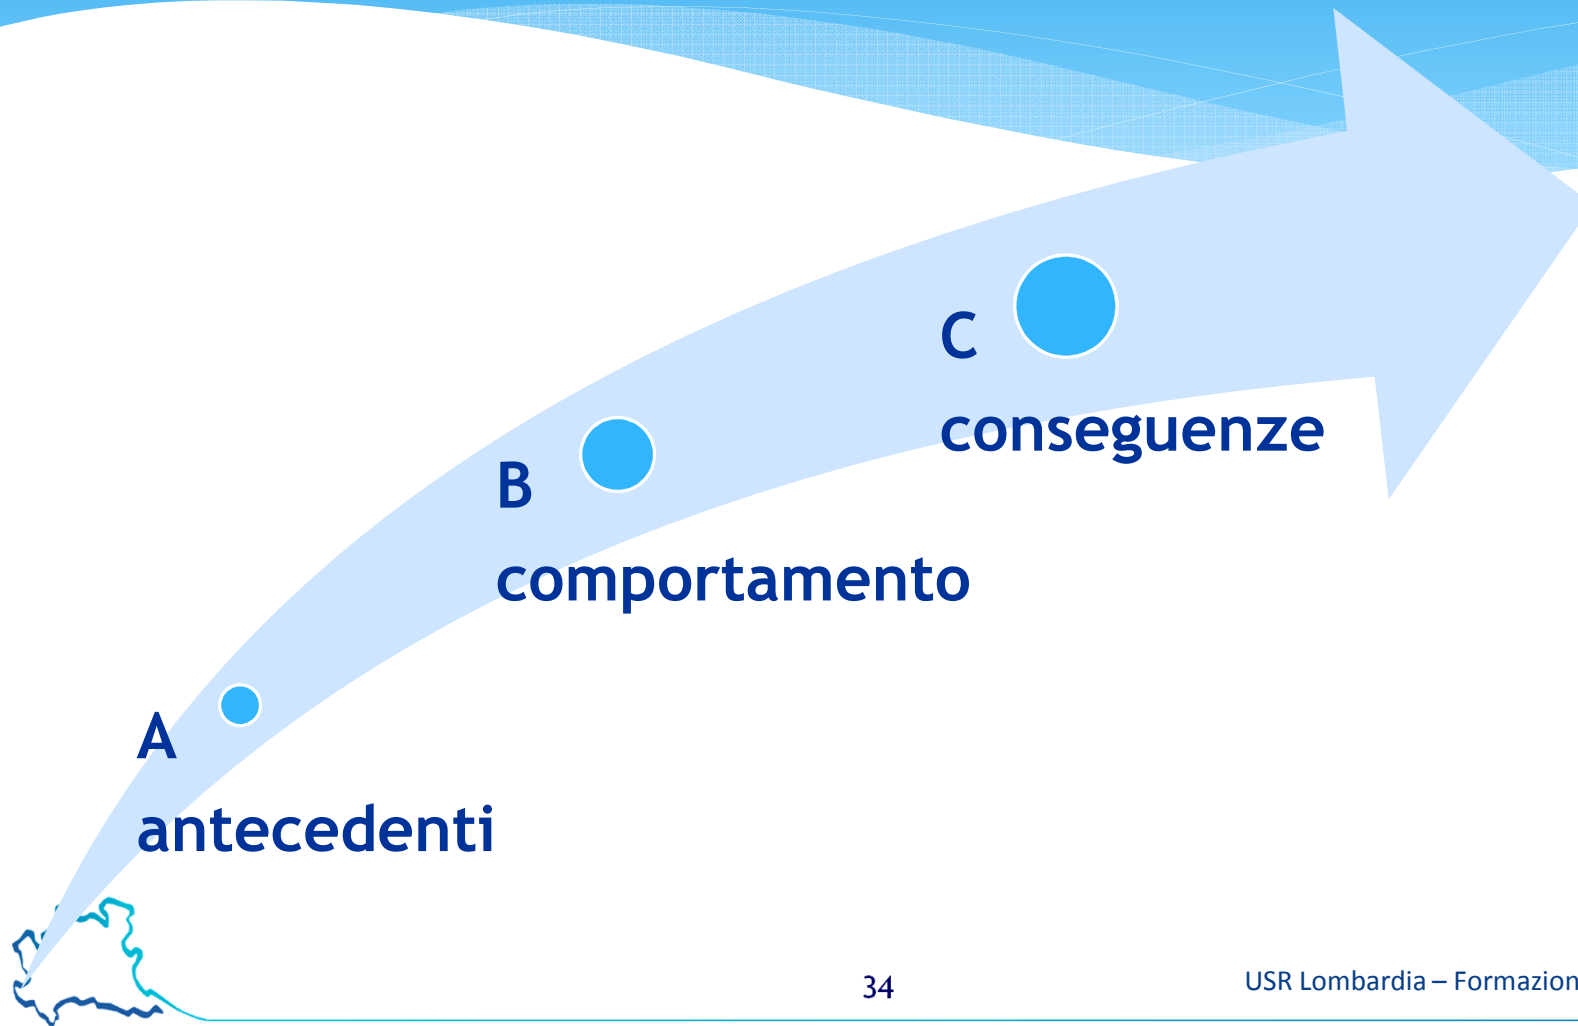 C
conseguenze
B
comportamento
A
antecedenti
34
USR Lombardia – Formazion